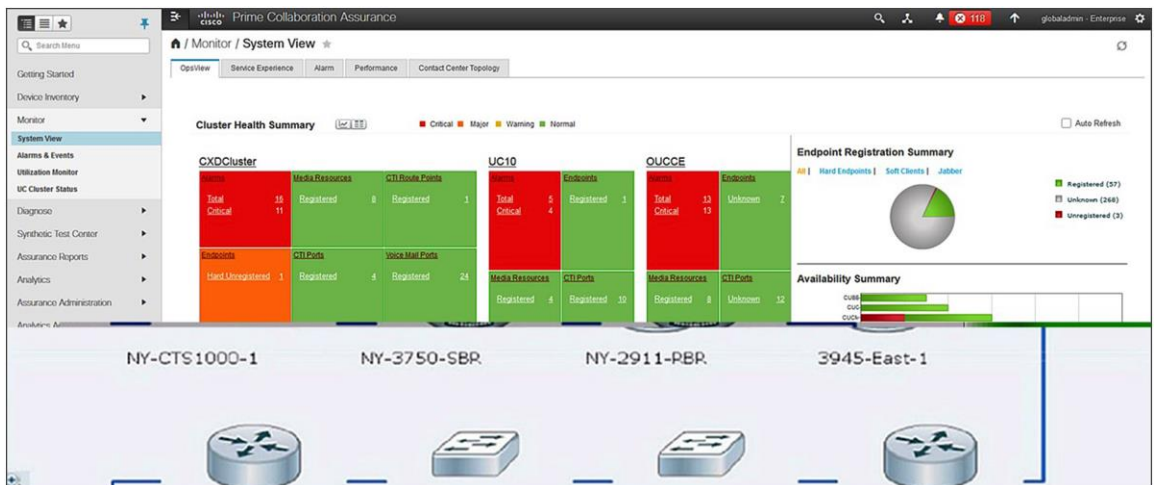 cisco Prime Collaboration Assurance
118
globaladmin - Enterprise
Search Menu
Getting Started
Device Inventory
Monitor
System View
Alarms & Events
Utilization Monitor
UC Cluster Status
Diagnose
Synthetic Test Center
Assurance Reports
Analytics
Assurance Administration
/ Monitor / System View
OpsView Service Experience Alarm Performance Contact Center Topology
Cluster Health Summary
Critical Major Warning Normal
Auto Refresh
CXDCluster
Alarms
Total 16
Critical 11
Media Resources
Registered 8
CTI Route Points
Registered 1
Endpoints
Hard Unregistered 1
CTI Ports
Registered 4
Voice Mail Ports
Registered 24
UC10
Alarms
Total 5
Critical 4
Endpoints
Registered 1
Media Resources
Registered 4
CTI Ports
Registered 10
OUCCE
Alarms
Total 13
Critical 13
Endpoints
Unknown 7
Media Resources
Registered 8
CTI Ports
Unknown 12
Endpoint Registration Summary
All | Hard Endpoints | Soft Clients | Jabber
Registered (57)
Unknown (268)
Unregistered (3)
Availability Summary
NY-CTS1000-1 NY-3750-SBR NY-2911-RBR 3945-East-1